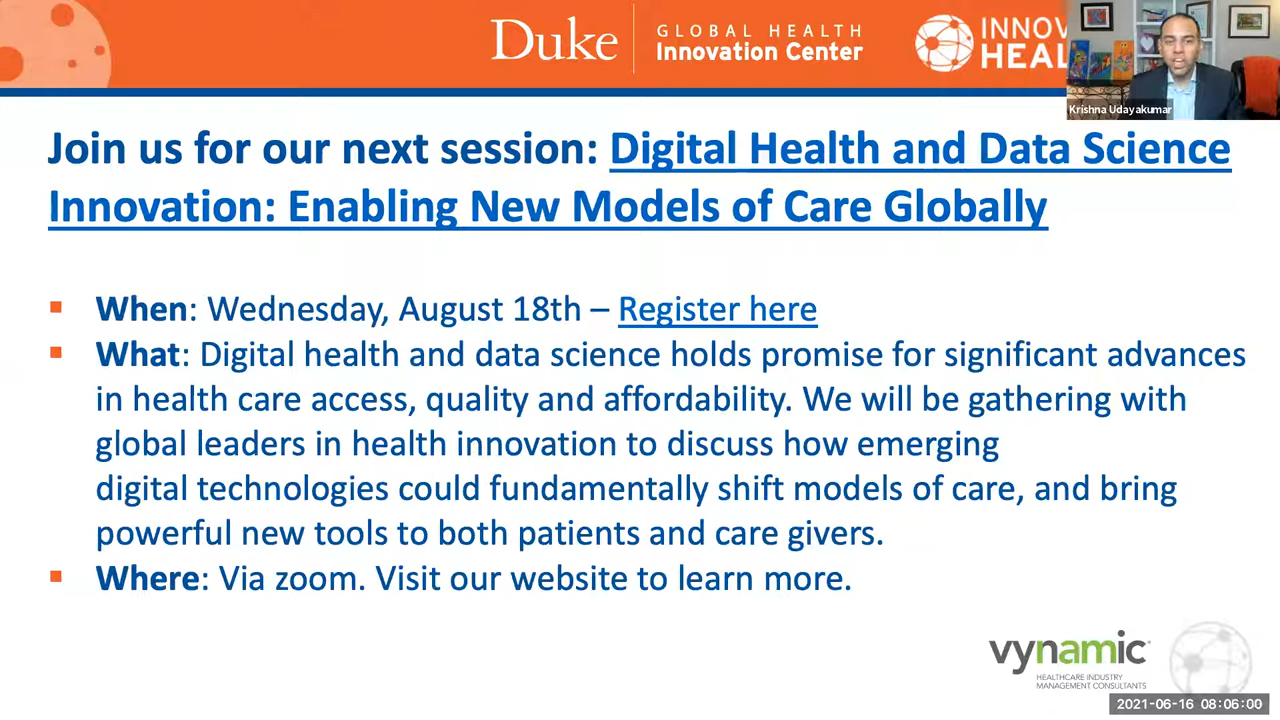 Duke
GLOBAL HEALTH
Innovation Center
INNOV
HEAL
Krishna Udayakumar
Join us for our next session: Digital Health and Data Science
Innovation: Enabling New Models of Care Globally
▪ When: Wednesday, August 18th – Register here
▪ What: Digital health and data science holds promise for significant advances
in health care access, quality and affordability. We will be gathering with
global leaders in health innovation to discuss how emerging
digital technologies could fundamentally shift models of care, and bring
powerful new tools to both patients and care givers.
▪ Where: Via zoom. Visit our website to learn more.
vynamic
HEALTHCARE INDUSTRY
MANAGEMENT CONSULTANTS
2021-06-16 08:06:00